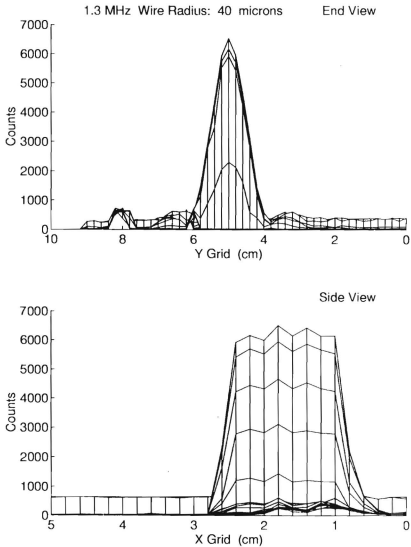 1.3 MHz Wire Radius: 40 microns End View
7000
6000
5000
4000
3000
2000
1000
0
Counts
10 8 6 4 2 0
Y Grid (cm)
Side View
7000
6000
5000
4000
3000
2000
1000
0
Counts
5 4 3 2 1 0
X Grid (cm)